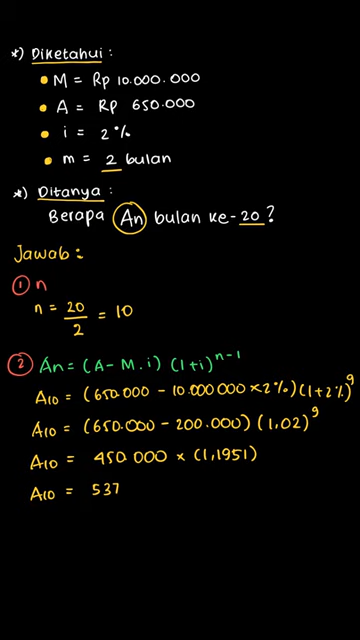 *) Diketahui :
• M = Rp 10.000.000
• A = Rp 650.000
• i = 2 %
• m = 2 bulan
*) Ditanya :
Berapa An bulan ke-20 ?
Jawab :
① n
n = 20/2 = 10
② An = (A - M . i) (1 + i)ⁿ⁻¹
A₁₀ = (650.000 - 10.000 000 × 2%) (1 + 2%)⁹
A₁₀ = (650.000 - 200.000) (1,02)⁹
A₁₀ = 450.000 × (1,1951)
A₁₀ = 537